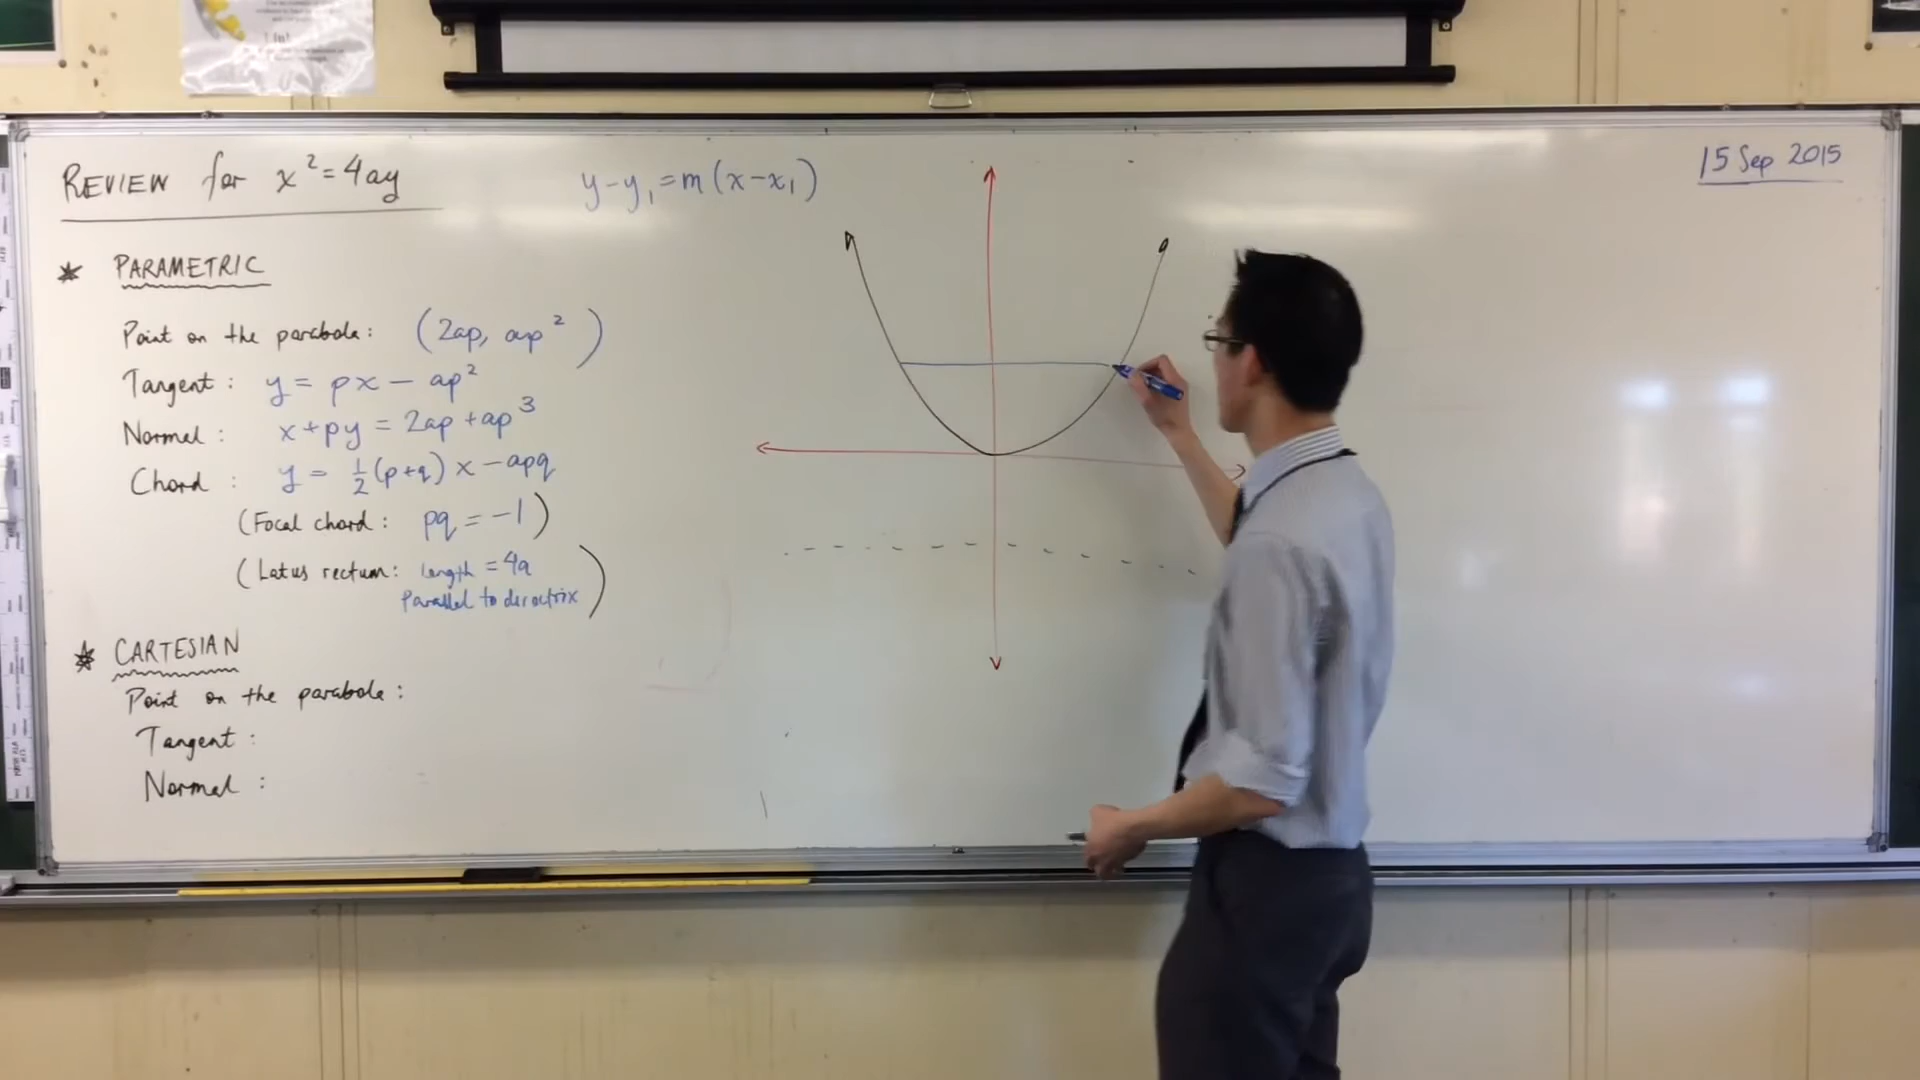 REVIEW for x² = 4ay
y - y₁ = m(x - x₁)
15 Sep 2015
* PARAMETRIC
Point on the parabola: (2ap, ap²)
Tangent: y = px - ap²
Normal: x + py = 2ap + ap³
Chord: y = ½(p+q)x - apq
(Focal chord: pq = -1)
(Latus rectum: length = 4a
Parallel to directrix)
* CARTESIAN
Point on the parabola:
Tangent:
Normal: